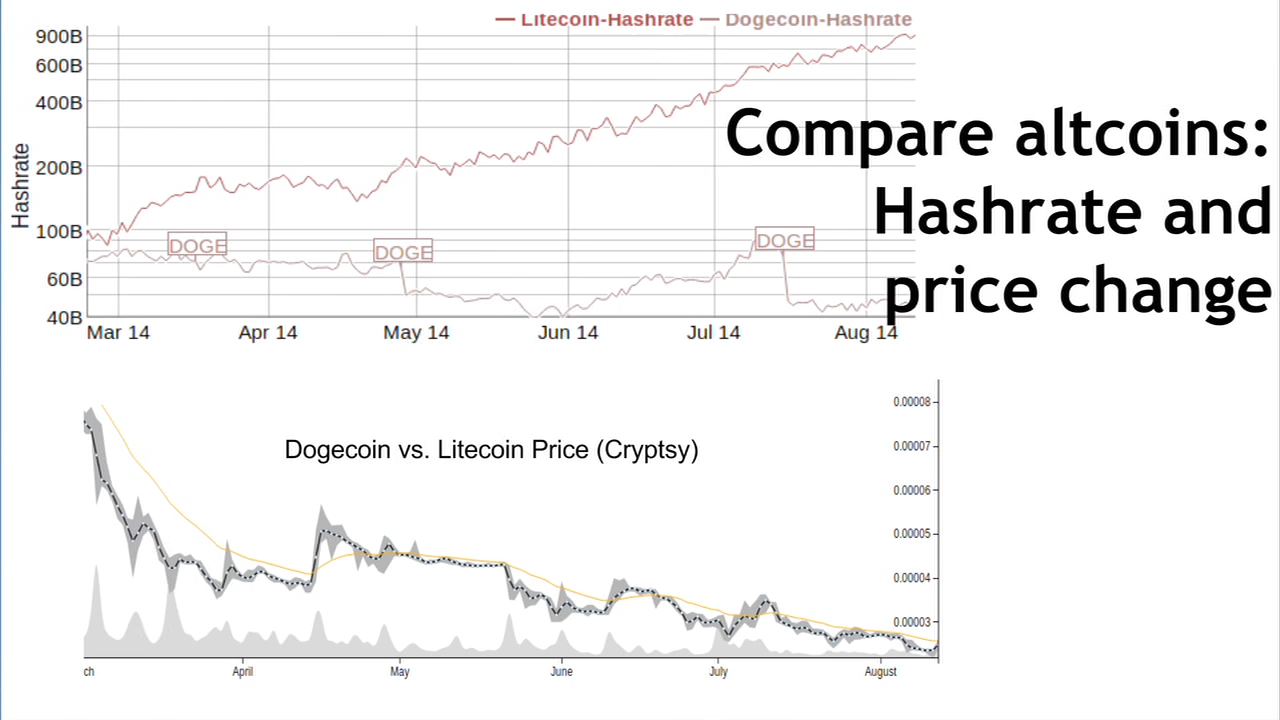 Litecoin-Hashrate Dogecoin-Hashrate
900B
600B
400B
200B
100B
60B
40B
Hashrate
DOGE DOGE DOGE
Mar 14 Apr 14 May 14 Jun 14 Jul 14 Aug 14
Compare altcoins:
Hashrate and
price change
Dogecoin vs. Litecoin Price (Cryptsy)
0.00008
0.00007
0.00006
0.00005
0.00004
0.00003
ch April May June July August